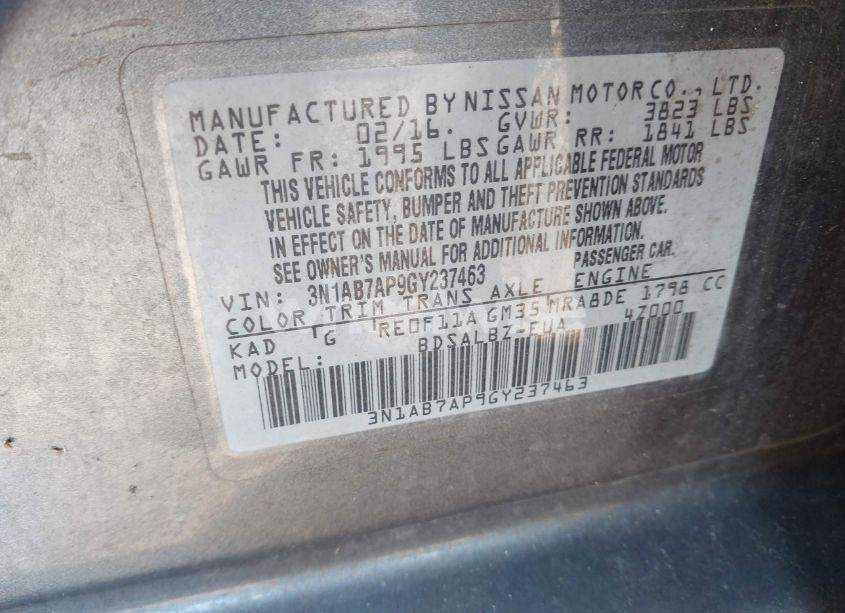 MANUFACTURED BY NISSAN MOTOR CO., LTD.
DATE: 02/16. GVWR: 3823 LBS
GAWR FR: 1995 LBS GAWR RR: 1841 LBS
THIS VEHICLE CONFORMS TO ALL APPLICABLE FEDERAL MOTOR
VEHICLE SAFETY, BUMPER AND THEFT PREVENTION STANDARDS
IN EFFECT ON THE DATE OF MANUFACTURE SHOWN ABOVE.
SEE OWNER'S MANUAL FOR ADDITIONAL INFORMATION.
VIN: 3N1AB7AP9GY237463 PASSENGER CAR.
COLOR TRIM TRANS AXLE ENGINE
KAD G RE0F11A GM35 MRA8DE 1798 CC
MODEL: BDSALBZ-EUA 4Z000
3N1AB7AP9GY237463